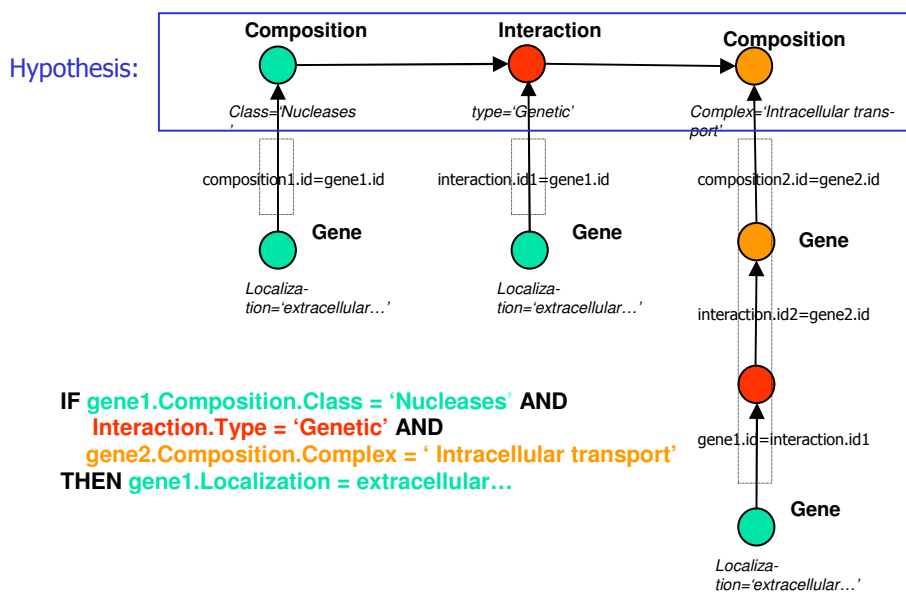 Composition
Interaction
Composition
Hypothesis:
Class=‘Nucleases
’
type=‘Genetic’
Complex=‘Intracellular trans-
port’
composition1.id=gene1.id
interaction.id1=gene1.id
composition2.id=gene2.id
Gene
Gene
Gene
Localiza-
tion=‘extracellular…’
Localiza-
tion=‘extracellular…’
interaction.id2=gene2.id
IF gene1.Composition.Class = ‘Nucleases’ AND
Interaction.Type = ‘Genetic’ AND
gene2.Composition.Complex = ‘ Intracellular transport’
THEN gene1.Localization = extracellular…
gene1.id=interaction.id1
Gene
Localiza-
tion=‘extracellular…’